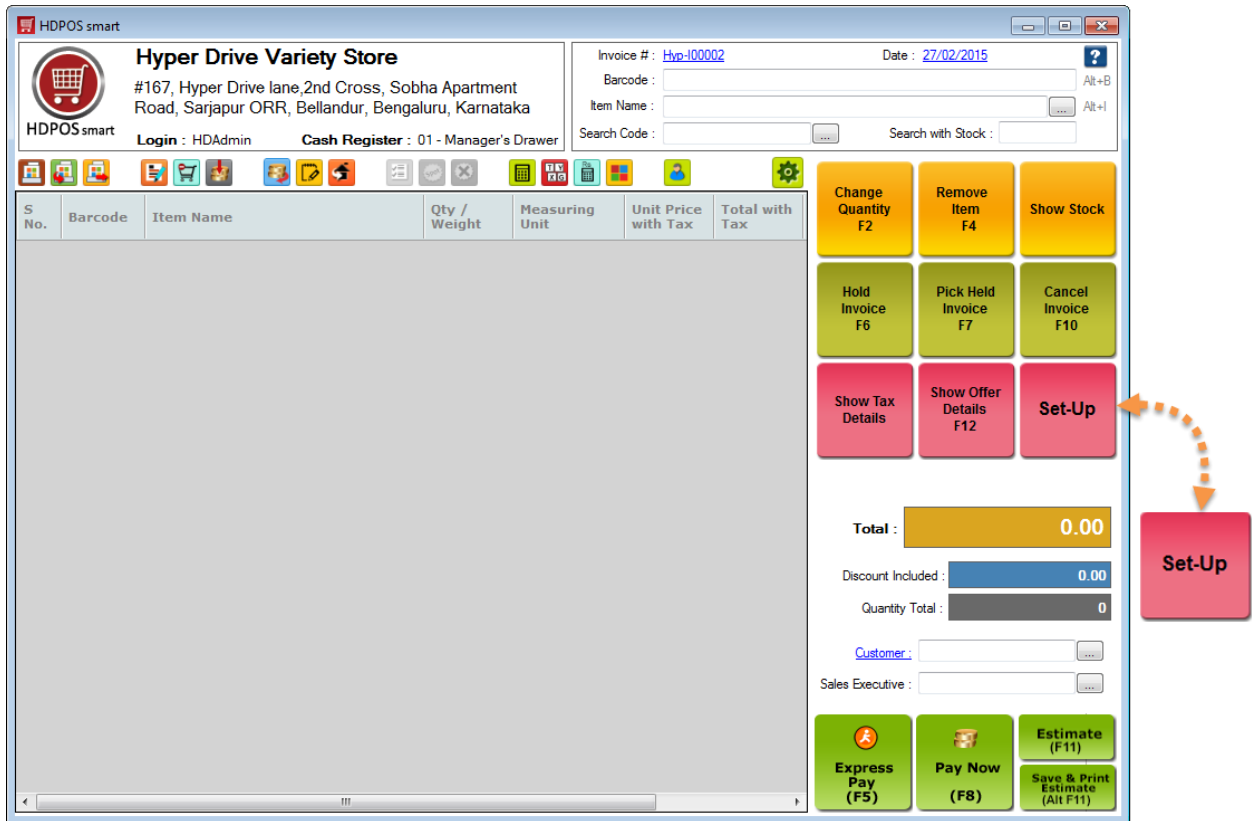 HDPOS smart
Hyper Drive Variety Store
#167, Hyper Drive lane,2nd Cross, Sobha Apartment
Road, Sarjapur ORR, Bellandur, Bengaluru, Karnataka
HDPOS smart
Login : HDAdmin Cash Register : 01 - Manager's Drawer
Invoice # : Hyp-I00002 Date : 27/02/2015 ?
Barcode : Alt+B
Item Name : ... Alt+I
Search Code : ... Search with Stock :
S No.
Barcode
Item Name
Qty /
Weight
Measuring
Unit
Unit Price
with Tax
Total with
Tax
Change
Quantity
F2
Remove
Item
F4
Show Stock
Hold
Invoice
F6
Pick Held
Invoice
F7
Cancel
Invoice
F10
Show Tax
Details
Show Offer
Details
F12
Set-Up
Set-Up
Total : 0.00
Discount Included : 0.00
Quantity Total : 0
Customer : ...
Sales Executive : ...
Express
Pay
(F5)
Pay Now
(F8)
Estimate
(F11)
Save & Print
Estimate
(Alt F11)